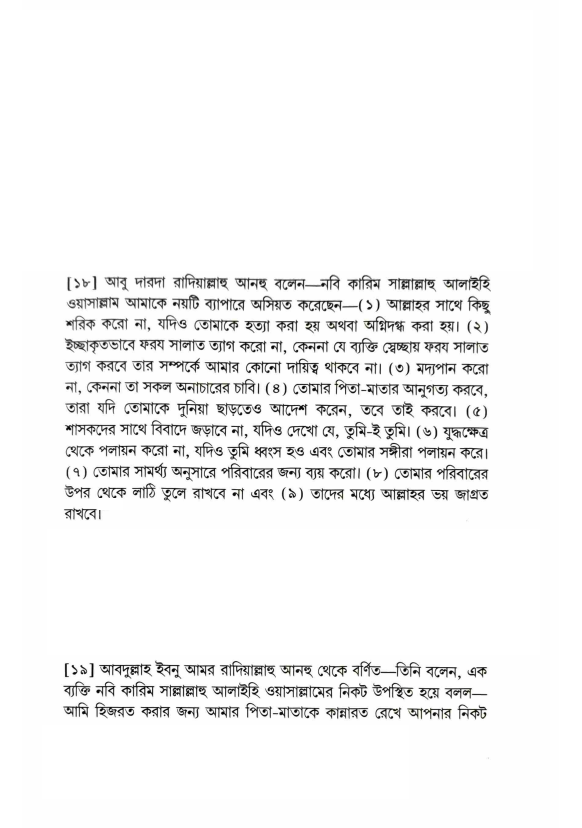 [১৮] আবু দারদা রাদিয়াল্লাহু আনহু বলেন—নবি কারিম সাল্লাল্লাহু আলাইহি
ওয়াসাল্লাম আমাকে নয়টি ব্যাপারে অসিয়ত করেছেন—(১) আল্লাহর সাথে কিছু
শরিক করো না, যদিও তোমাকে হত্যা করা হয় অথবা অগ্নিদগ্ধ করা হয়। (২)
ইচ্ছাকৃতভাবে ফরয সালাত ত্যাগ করো না, কেননা যে ব্যক্তি স্বেচ্ছায় ফরয সালাত
ত্যাগ করবে তার সম্পর্কে আমার কোনো দায়িত্ব থাকবে না। (৩) মদ্যপান করো
না, কেননা তা সকল অনাচারের চাবি। (৪) তোমার পিতা-মাতার আনুগত্য করবে,
তারা যদি তোমাকে দুনিয়া ছাড়তেও আদেশ করেন, তবে তাই করবে। (৫)
শাসকদের সাথে বিবাদে জড়াবে না, যদিও দেখো যে, তুমি-ই তুমি। (৬) যুদ্ধক্ষেত্র
থেকে পলায়ন করো না, যদিও তুমি ধ্বংস হও এবং তোমার সঙ্গীরা পলায়ন করে।
(৭) তোমার সামর্থ্য অনুসারে পরিবারের জন্য ব্যয় করো। (৮) তোমার পরিবারের
উপর থেকে লাঠি তুলে রাখবে না এবং (৯) তাদের মধ্যে আল্লাহর ভয় জাগ্রত
রাখবে।
[১৯] আবদুল্লাহ ইবনু আমর রাদিয়াল্লাহু আনহু থেকে বর্ণিত—তিনি বলেন, এক
ব্যক্তি নবি কারিম সাল্লাল্লাহু আলাইহি ওয়াসাল্লামের নিকট উপস্থিত হয়ে বলল—
আমি হিজরত করার জন্য আমার পিতা-মাতাকে কান্নারত রেখে আপনার নিকট